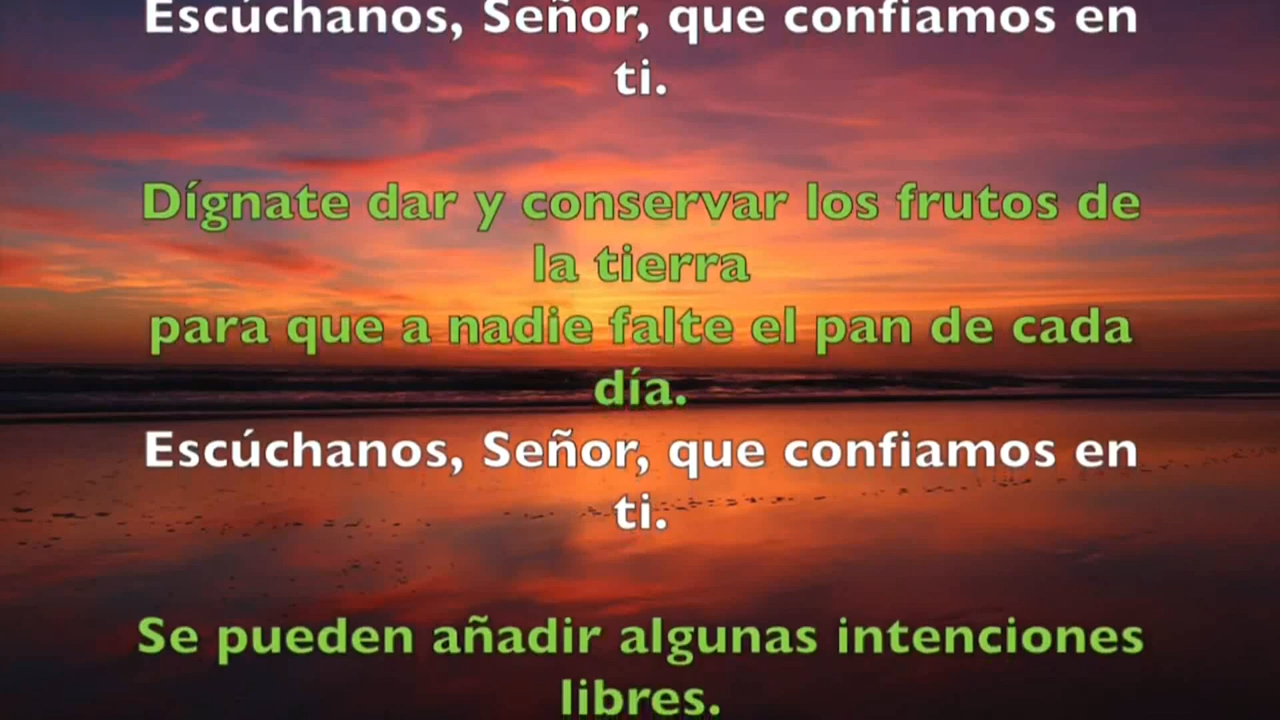 Escúchanos, Señor, que confiamos en
ti.
Dígnate dar y conservar los frutos de
la tierra
para que a nadie falte el pan de cada
día.
Escúchanos, Señor, que confiamos en
ti.
Se pueden añadir algunas intenciones
libres.